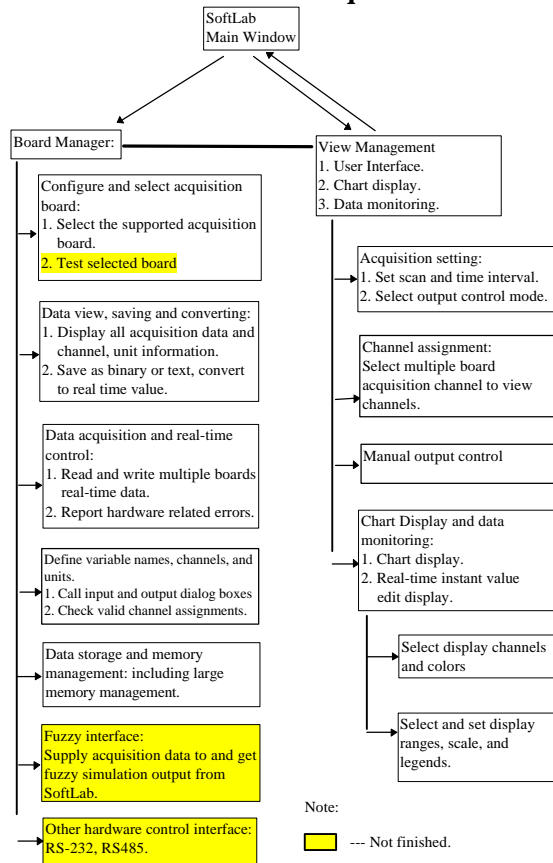 SoftLab
Main Window
Board Manager:
Configure and select acquisition
board:
1. Select the supported acquisition
board.
2. Test selected board
Data view, saving and converting:
1. Display all acquisition data and
channel, unit information.
2. Save as binary or text, convert
to real time value.
Data acquisition and real-time
control:
1. Read and write multiple boards
real-time data.
2. Report hardware related errors.
Define variable names, channels, and
units.
1. Call input and output dialog boxes
2. Check valid channel assignments.
Data storage and memory
management: including large
memory management.
Fuzzy interface:
Supply acquisition data to and get
fuzzy simulation output from
SoftLab.
Other hardware control interface:
RS-232, RS485.
View Management
1. User Interface.
2. Chart display.
3. Data monitoring.
Acquisition setting:
1. Set scan and time interval.
2. Select output control mode.
Channel assignment:
Select multiple board
acquisition channel to view
channels.
Manual output control
Chart Display and data
monitoring:
1. Chart display.
2. Real-time instant value
edit display.
Select display channels
and colors
Select and set display
ranges, scale, and
legends.
Note:
--- Not finished.